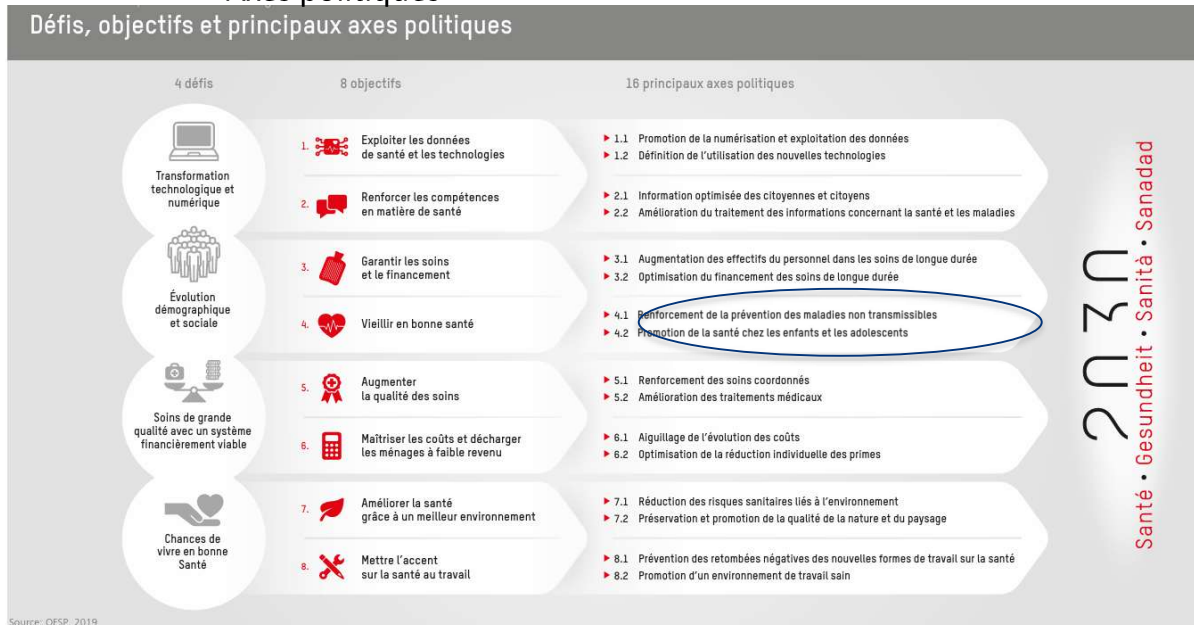 Axes politiques
Défis, objectifs et principaux axes politiques
4 défis
8 objectifs
16 principaux axes politiques
Transformation
technologique et
numérique
1.
Exploiter les données
de santé et les technologies
▶ 1.1 Promotion de la numérisation et exploitation des données
▶ 1.2 Définition de l'utilisation des nouvelles technologies
2.
Renforcer les compétences
en matière de santé
▶ 2.1 Information optimisée des citoyennes et citoyens
▶ 2.2 Amélioration du traitement des informations concernant la santé et les maladies
Évolution
démographique
et sociale
3.
Garantir les soins
et le financement
▶ 3.1 Augmentation des effectifs du personnel dans les soins de longue durée
▶ 3.2 Optimisation du financement des soins de longue durée
4.
Vieillir en bonne santé
▶ 4.1 Renforcement de la prévention des maladies non transmissibles
▶ 4.2 Promotion de la santé chez les enfants et les adolescents
Soins de grande
qualité avec un système
financièrement viable
5.
Augmenter
la qualité des soins
▶ 5.1 Renforcement des soins coordonnés
▶ 5.2 Amélioration des traitements médicaux
6.
Maîtriser les coûts et décharger
les ménages à faible revenu
▶ 6.1 Aiguillage de l'évolution des coûts
▶ 6.2 Optimisation de la réduction individuelle des primes
Chances de
vivre en bonne
Santé
7.
Améliorer la santé
grâce à un meilleur environnement
▶ 7.1 Réduction des risques sanitaires liés à l'environnement
▶ 7.2 Préservation et promotion de la qualité de la nature et du paysage
8.
Mettre l'accent
sur la santé au travail
▶ 8.1 Prévention des retombées négatives des nouvelles formes de travail sur la santé
▶ 8.2 Promotion d'un environnement de travail sain
2030
Santé • Gesundheit • Sanità • Sanadad
Source: OFSP, 2019